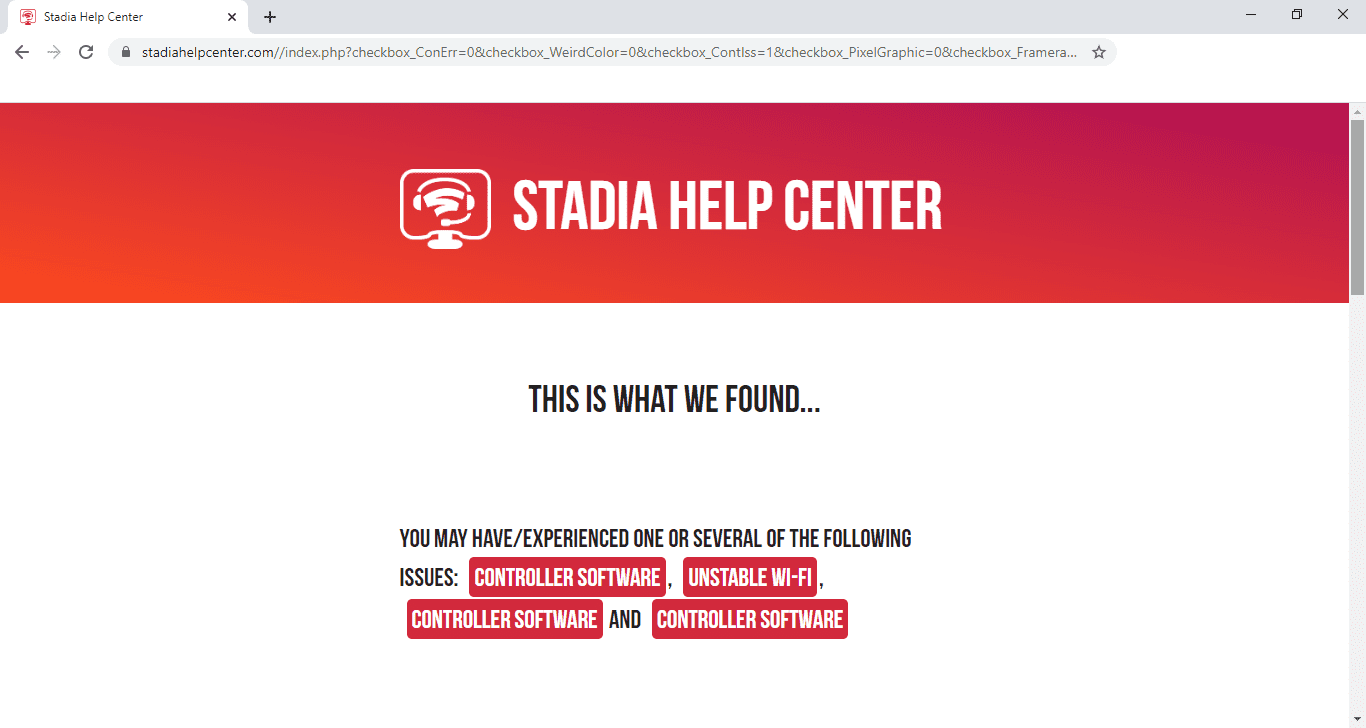 Stadia Help Center
stadiahelpcenter.com//index.php?checkbox_ConErr=0&checkbox_WeirdColor=0&checkbox_ContIss=1&checkbox_PixelGraphic=0&checkbox_Framera...
STADIA HELP CENTER
THIS IS WHAT WE FOUND...
YOU MAY HAVE/EXPERIENCED ONE OR SEVERAL OF THE FOLLOWING
ISSUES: CONTROLLER SOFTWARE , UNSTABLE WI-FI ,
CONTROLLER SOFTWARE AND CONTROLLER SOFTWARE